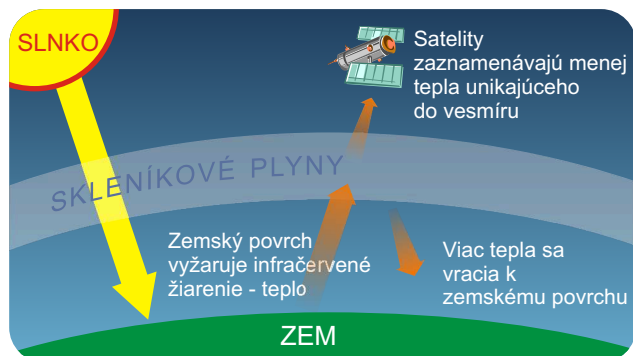 SLNKO
Satelity
zaznamenávajú menej
tepla unikajúceho
do vesmíru
SKLENÍKOVÉ PLYNY
Zemský povrch
vyžaruje infračervené
žiarenie - teplo
Viac tepla sa
vracia k
zemskému povrchu
ZEM